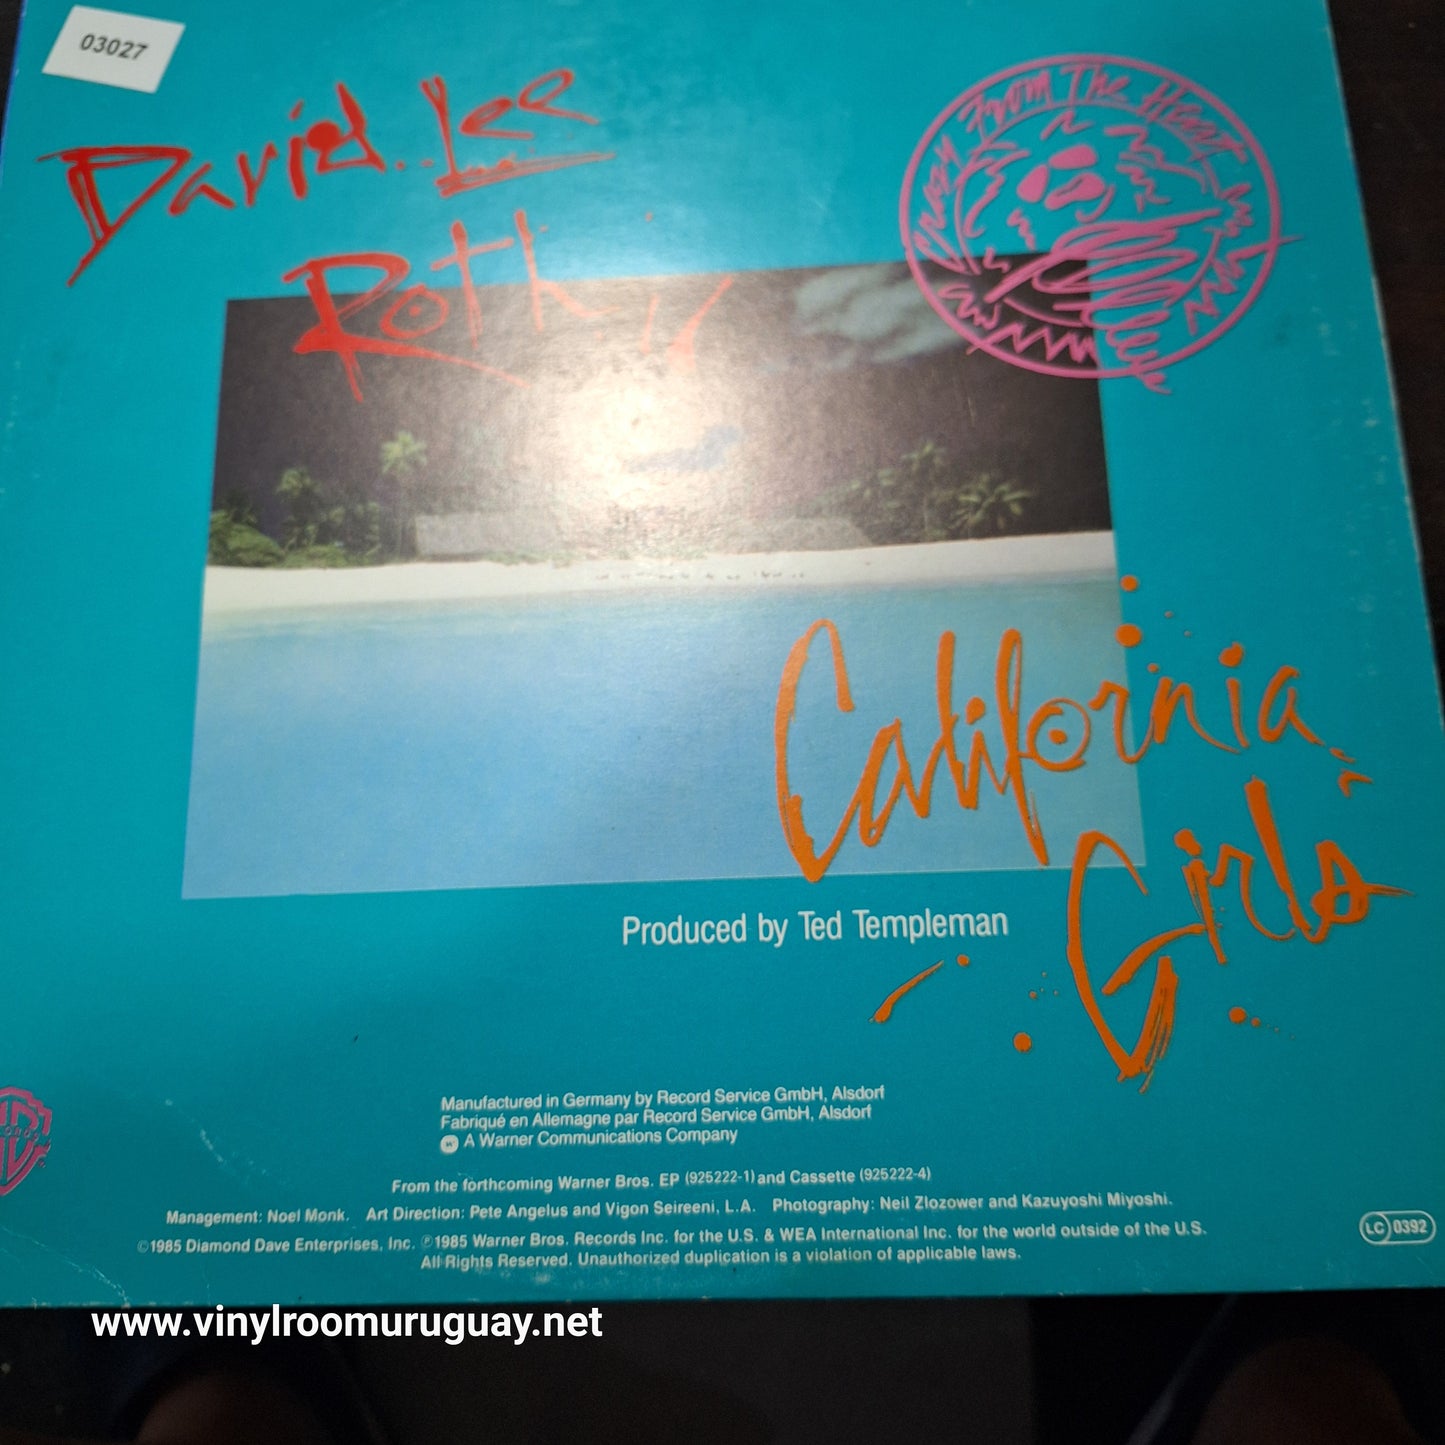 03027
David Lee
Roth
Crazy From The Heat
California
Girls
Produced by Ted Templeman
Manufactured in Germany by Record Service GmbH, Alsdorf
Fabriqué en Allemagne par Record Service GmbH, Alsdorf
A Warner Communications Company
From the forthcoming Warner Bros. EP (925222-1) and Cassette (925222-4)
Management: Noel Monk. Art Direction: Pete Angelus and Vigon Seireeni, L.A. Photography: Neil Zlozower and Kazuyoshi Miyoshi.
©1985 Diamond Dave Enterprises, Inc. ℗1985 Warner Bros. Records Inc. for the U.S. & WEA International Inc. for the world outside of the U.S.
All Rights Reserved. Unauthorized duplication is a violation of applicable laws.
LC 0392
www.vinylroomuruguay.net